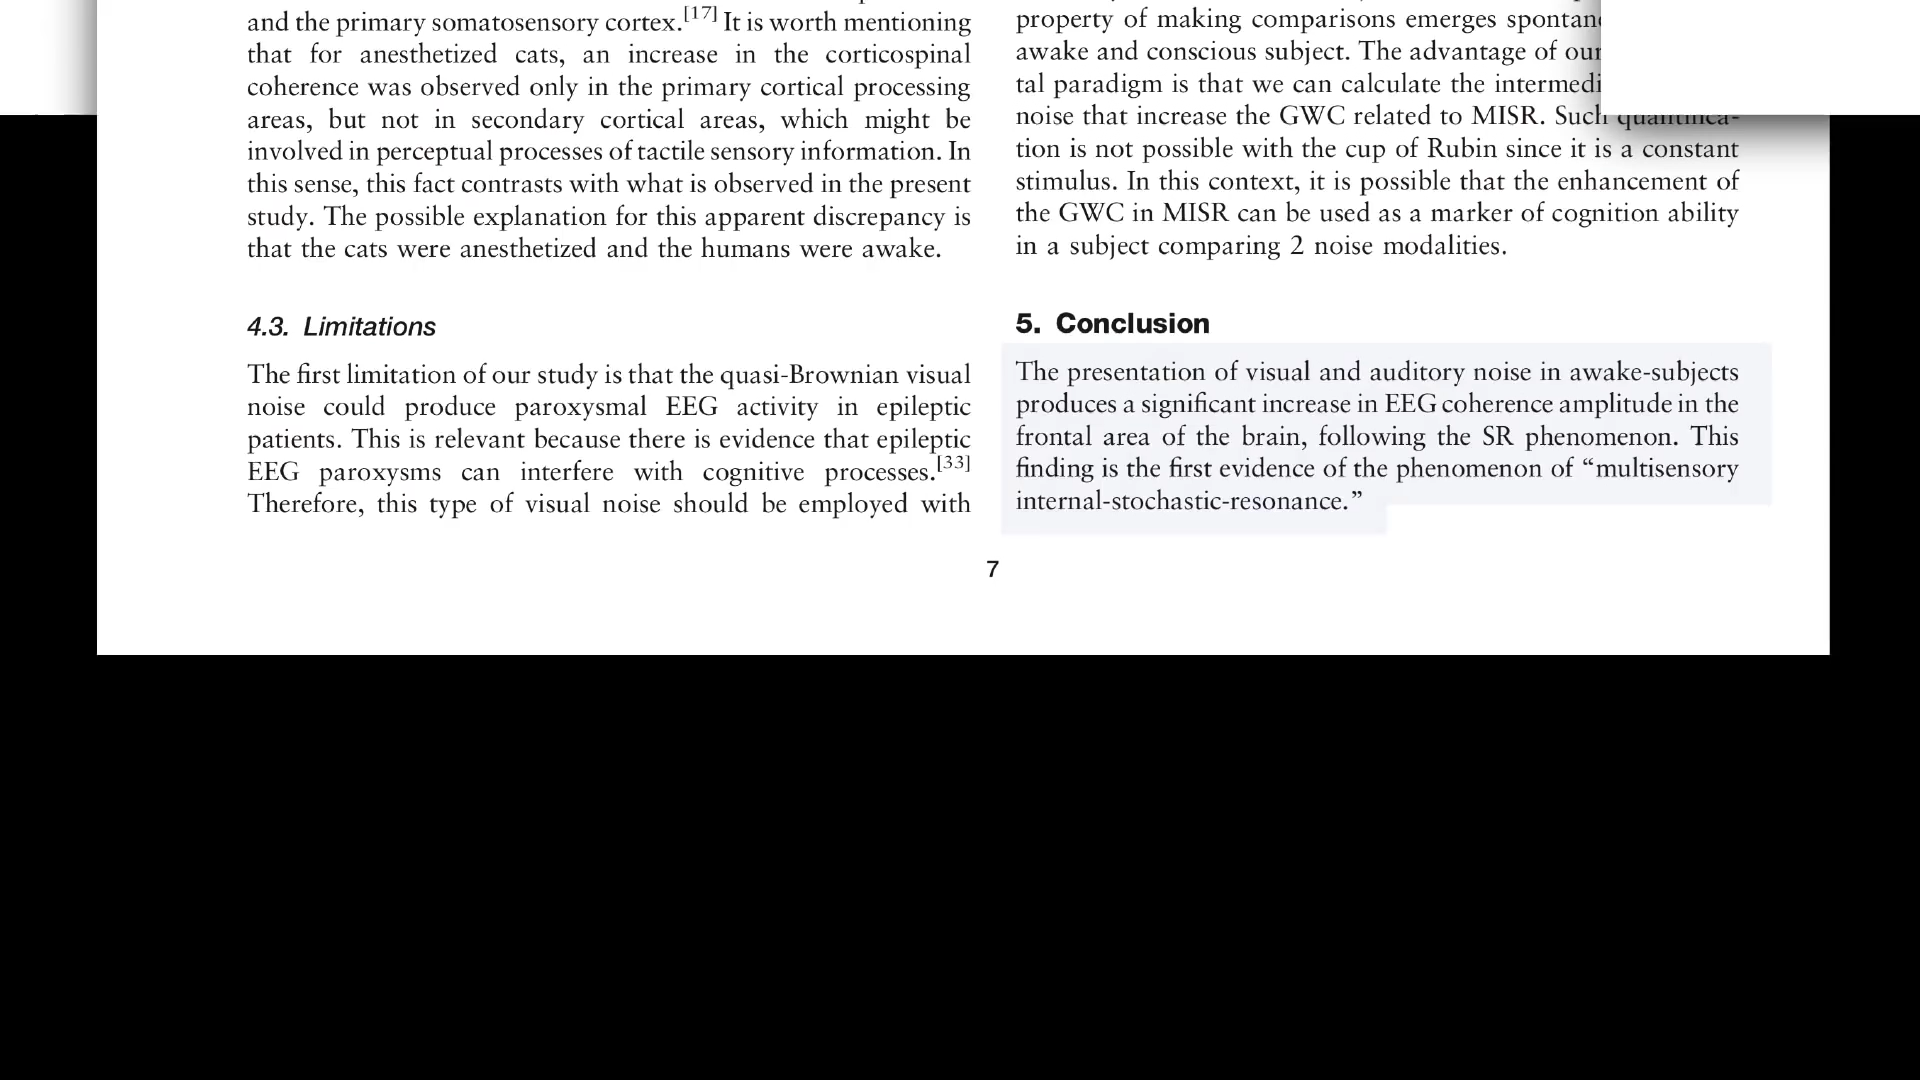 and the primary somatosensory cortex.[17] It is worth mentioning
that for anesthetized cats, an increase in the corticospinal
coherence was observed only in the primary cortical processing
areas, but not in secondary cortical areas, which might be
involved in perceptual processes of tactile sensory information. In
this sense, this fact contrasts with what is observed in the present
study. The possible explanation for this apparent discrepancy is
that the cats were anesthetized and the humans were awake.
4.3. Limitations
The first limitation of our study is that the quasi-Brownian visual
noise could produce paroxysmal EEG activity in epileptic
patients. This is relevant because there is evidence that epileptic
EEG paroxysms can interfere with cognitive processes.[33]
Therefore, this type of visual noise should be employed with
property of making comparisons emerges
awake and conscious subject. The advantage of our
tal paradigm is that we can calculate the
noise that increase the GWC related to MISR. Such quantifica-
tion is not possible with the cup of Rubin since it is a constant
stimulus. In this context, it is possible that the enhancement of
the GWC in MISR can be used as a marker of cognition ability
in a subject comparing 2 noise modalities.
5. Conclusion
The presentation of visual and auditory noise in awake-subjects
produces a significant increase in EEG coherence amplitude in the
frontal area of the brain, following the SR phenomenon. This
finding is the first evidence of the phenomenon of “multisensory
internal-stochastic-resonance.”
7